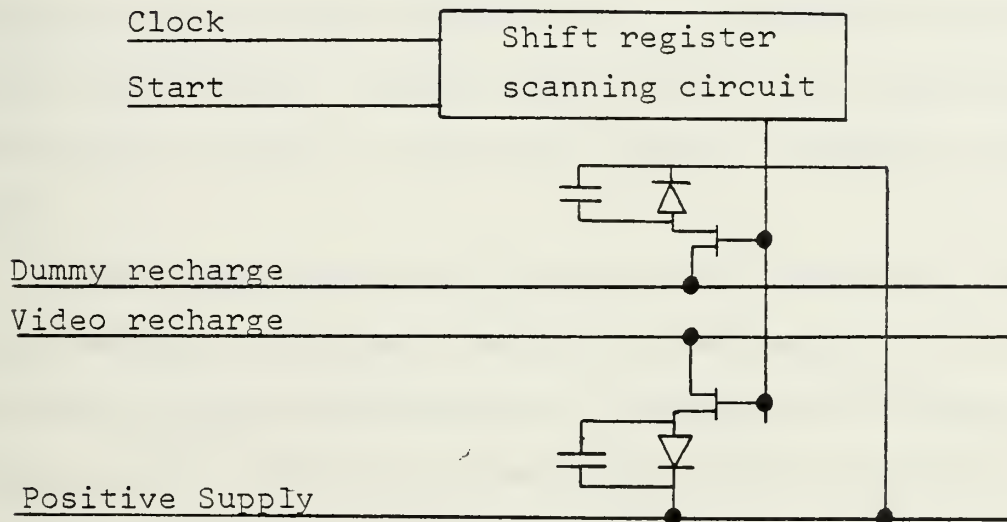 Clock
Shift register
Start
scanning circuit
Dummy recharge
Video recharge
Positive Supply